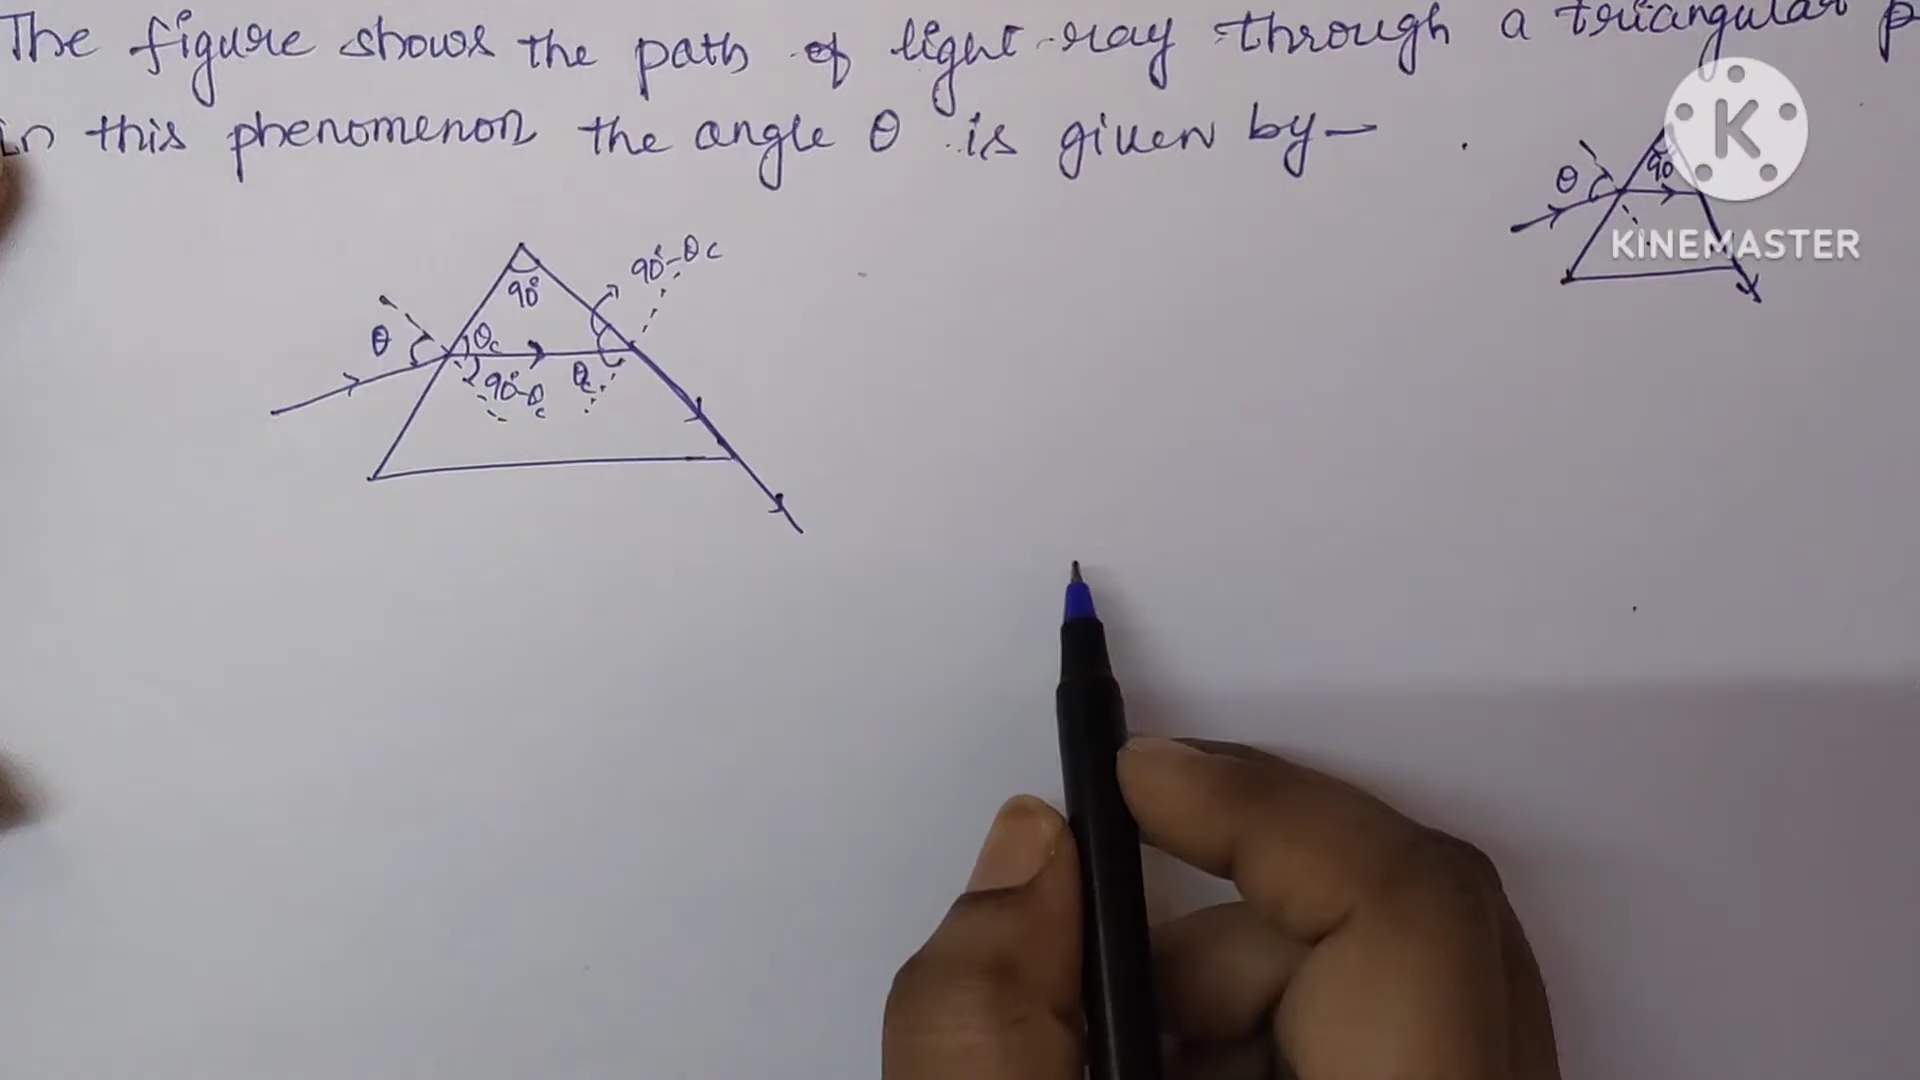 The figure shows the path of light ray through a triangular p
in this phenomenon the angle θ is given by—
K
KINEMASTER
θ
90°
90°
90°-θc
θ
θc
90°-θc
θc